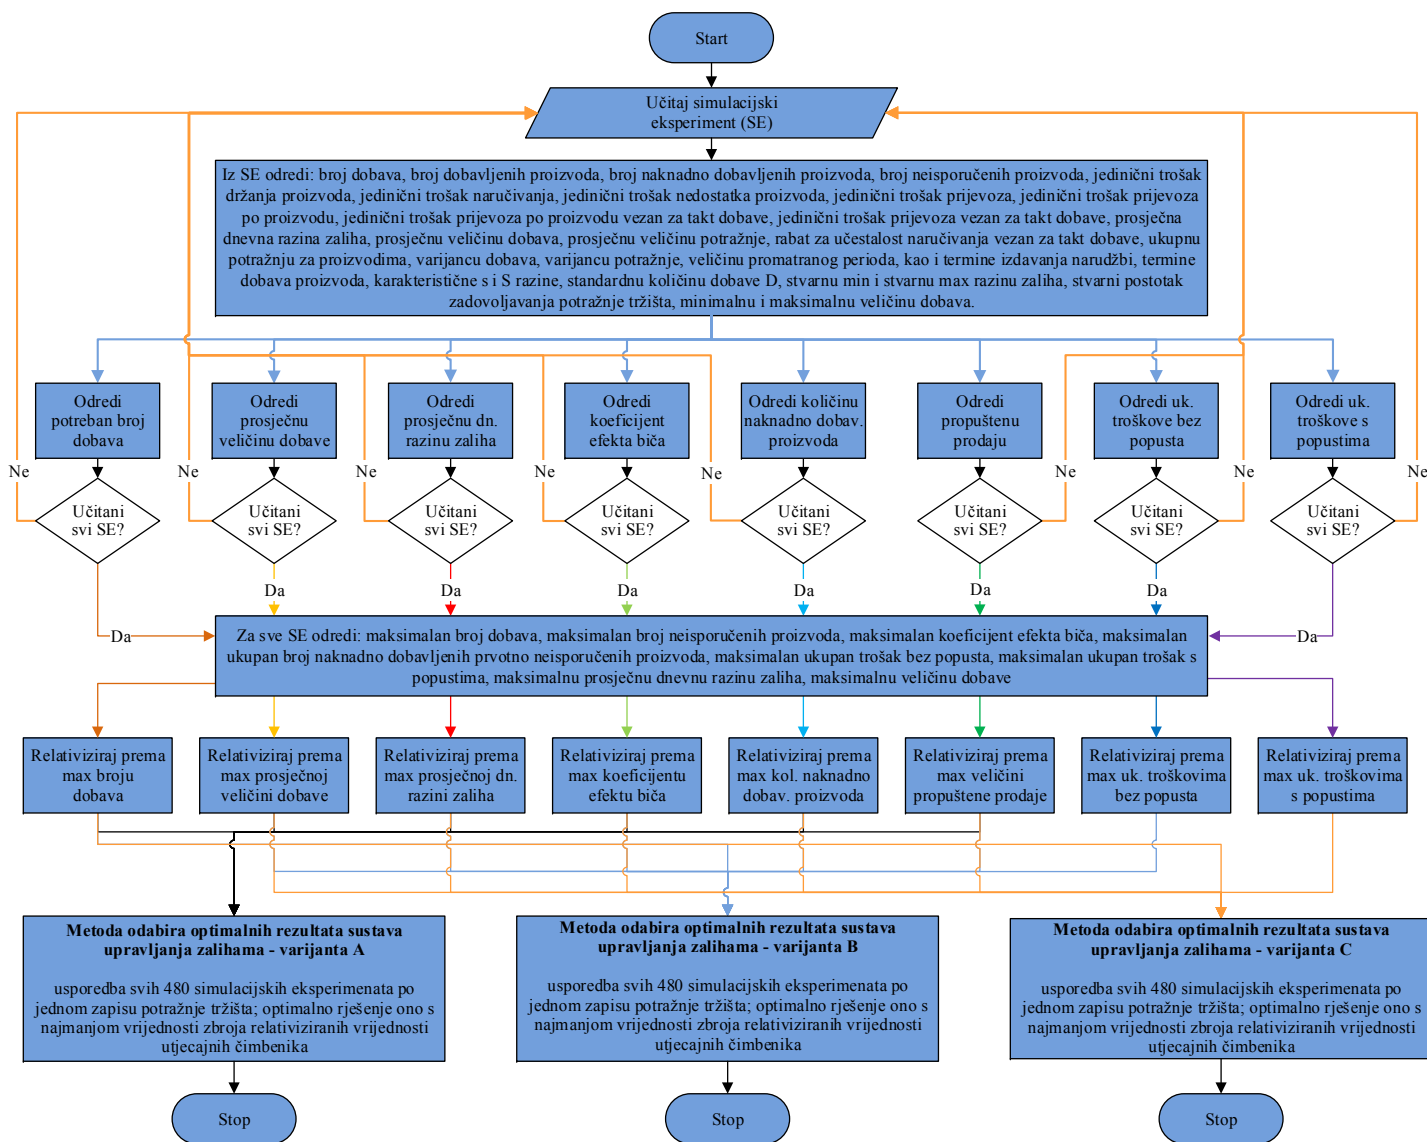 Start
Učitaj simulacijski
eksperiment (SE)
Iz SE odredi: broj dobava, broj dobavljenih proizvoda, broj naknadno dobavljenih proizvoda, broj neisporučenih proizvoda, jedinični trošak
držanja proizvoda, jedinični trošak naručivanja, jedinični trošak nedostatka proizvoda, jedinični trošak prijevoza, jedinični trošak prijevoza
po proizvodu, jedinični trošak prijevoza po proizvodu vezan za takt dobave, jedinični trošak prijevoza vezan za takt dobave, prosječna
dnevna razina zaliha, prosječnu veličinu dobava, prosječnu veličinu potražnje, rabat za učestalost naručivanja vezan za takt dobave, ukupnu
potražnju za proizvodima, varijancu dobava, varijancu potražnje, veličinu promatranog perioda, kao i termine izdavanja narudžbi, termine
dobava proizvoda, karakteristične s i S razine, standardnu količinu dobave D, stvarnu min i stvarnu max razinu zaliha, stvarni postotak
zadovoljavanja potražnje tržišta, minimalnu i maksimalnu veličinu dobava.
Odredi
potreban broj
dobava
Odredi
prosječnu
veličinu dobave
Odredi
prosječnu dn.
razinu zaliha
Odredi
koeficijent
efekta biča
Odredi količinu
naknadno dobav.
proizvoda
Odredi
propuštenu
prodaju
Odredi uk.
troškove bez
popusta
Odredi uk.
troškove s
popustima
Ne
Ne
Ne
Ne
Ne
Ne
Ne
Ne
Učitani
svi SE?
Učitani
svi SE?
Učitani
svi SE?
Učitani
svi SE?
Učitani
svi SE?
Učitani
svi SE?
Učitani
svi SE?
Učitani
svi SE?
Da
Da
Da
Da
Da
Da
Da
Da
Za sve SE odredi: maksimalan broj dobava, maksimalan broj neisporučenih proizvoda, maksimalan koeficijent efekta biča, maksimalan
ukupan broj naknadno dobavljenih prvotno neisporučenih proizvoda, maksimalan ukupan trošak bez popusta, maksimalan ukupan trošak s
popustima, maksimalnu prosječnu dnevnu razinu zaliha, maksimalnu veličinu dobave
Relativiziraj prema
max broju
dobava
Relativiziraj prema
max prosječnoj
veličini dobave
Relativiziraj prema
max prosječnoj dn.
razini zaliha
Relativiziraj prema
max koeficijentu
efektu biča
Relativiziraj prema
max kol. naknadno
dobav. proizvoda
Relativiziraj prema
max veličini
propuštene prodaje
Relativiziraj prema
max uk. troškovima
bez popusta
Relativiziraj prema
max uk. troškovima
s popustima
Metoda odabira optimalnih rezultata sustava
upravljanja zalihama - varijanta A
usporedba svih 480 simulacijskih eksperimenata po
jednom zapisu potražnje tržišta; optimalno rješenje ono s
najmanjom vrijednosti zbroja relativiziranih vrijednosti
utjecajnih čimbenika
Metoda odabira optimalnih rezultata sustava
upravljanja zalihama - varijanta B
usporedba svih 480 simulacijskih eksperimenata po
jednom zapisu potražnje tržišta; optimalno rješenje ono s
najmanjom vrijednosti zbroja relativiziranih vrijednosti
utjecajnih čimbenika
Metoda odabira optimalnih rezultata sustava
upravljanja zalihama - varijanta C
usporedba svih 480 simulacijskih eksperimenata po
jednom zapisu potražnje tržišta; optimalno rješenje ono s
najmanjom vrijednosti zbroja relativiziranih vrijednosti
utjecajnih čimbenika
Stop
Stop
Stop